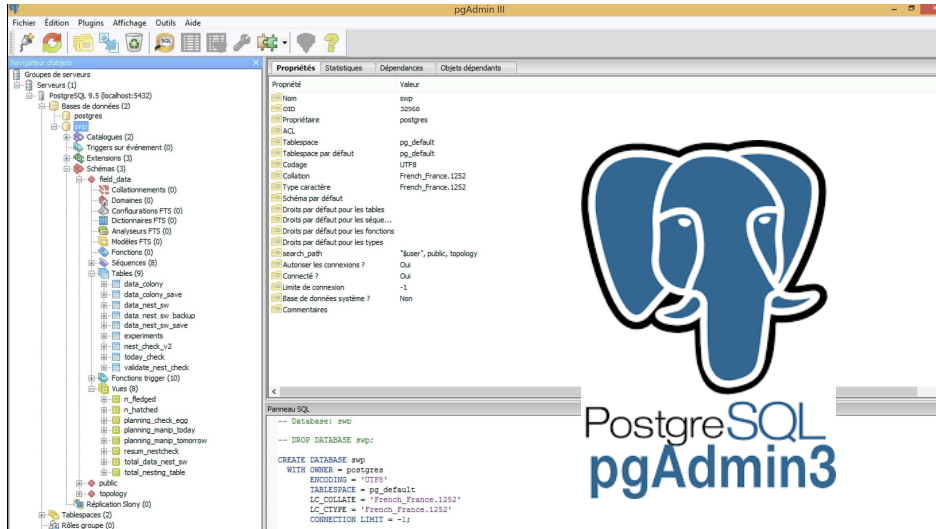 pgAdmin III
Fichier Édition Plugins Affichage Outils Aide
SQL
Navigateur d'objets
Groupes de serveurs
Serveurs (1)
PostgreSQL 9.5 (localhost:5432)
Bases de données (2)
postgres
swp
Catalogues (2)
Triggers sur événement (0)
Extensions (3)
Schémas (3)
field_data
Collationnements (0)
Domaines (0)
Configurations FTS (0)
Dictionnaires FTS (0)
Analyseurs FTS (0)
Modèles FTS (0)
Fonctions (0)
Séquences (8)
Tables (9)
data_colony
data_colony_save
data_nest_sw
data_nest_sw_backup
data_nest_sw_save
experiments
nest_check_v2
today_check
validate_nest_check
Fonctions trigger (10)
Vues (8)
n_fledged
n_hatched
planning_check_egg
planning_manip_today
planning_manip_tomorrow
resum_nestcheck
total_data_nest_sw
total_nesting_table
public
topology
Réplication Slony (0)
Tablespaces (2)
Rôles groupe (0)
Propriétés Statistiques Dépendances Objets dépendants
Propriété Valeur
Nom swp
OID 32968
Propriétaire postgres
ACL
Tablespace pg_default
Tablespace par défaut pg_default
Codage UTF8
Collation French_France.1252
Type caractère French_France.1252
Schéma par défaut
Droits par défaut pour les tables
Droits par défaut pour les séque...
Droits par défaut pour les fonctions
Droits par défaut pour les types
search_path "$user", public, topology
Autoriser les connexions ? Oui
Connecté ? Oui
Limite de connexion -1
Base de données système ? Non
Commentaires
Panneau SQL
-- Database: swp
-- DROP DATABASE swp;
CREATE DATABASE swp
WITH OWNER = postgres
ENCODING = 'UTF8'
TABLESPACE = pg_default
LC_COLLATE = 'French_France.1252'
LC_CTYPE = 'French_France.1252'
CONNECTION LIMIT = -1;
PostgreSQL
pgAdmin3